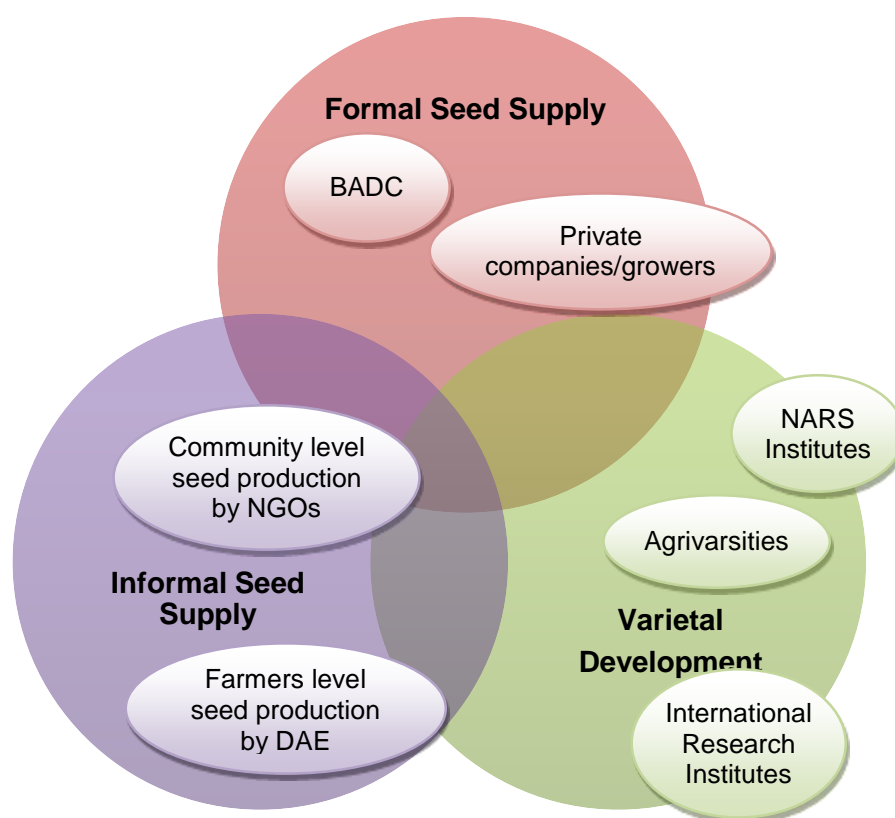 Formal Seed Supply
BADC
Private
companies/growers
NARS
Institutes
Community level
seed production
by NGOs
Agrivarsities
Informal Seed
Supply
Varietal
Development
Farmers level
seed production
by DAE
International
Research
Institutes